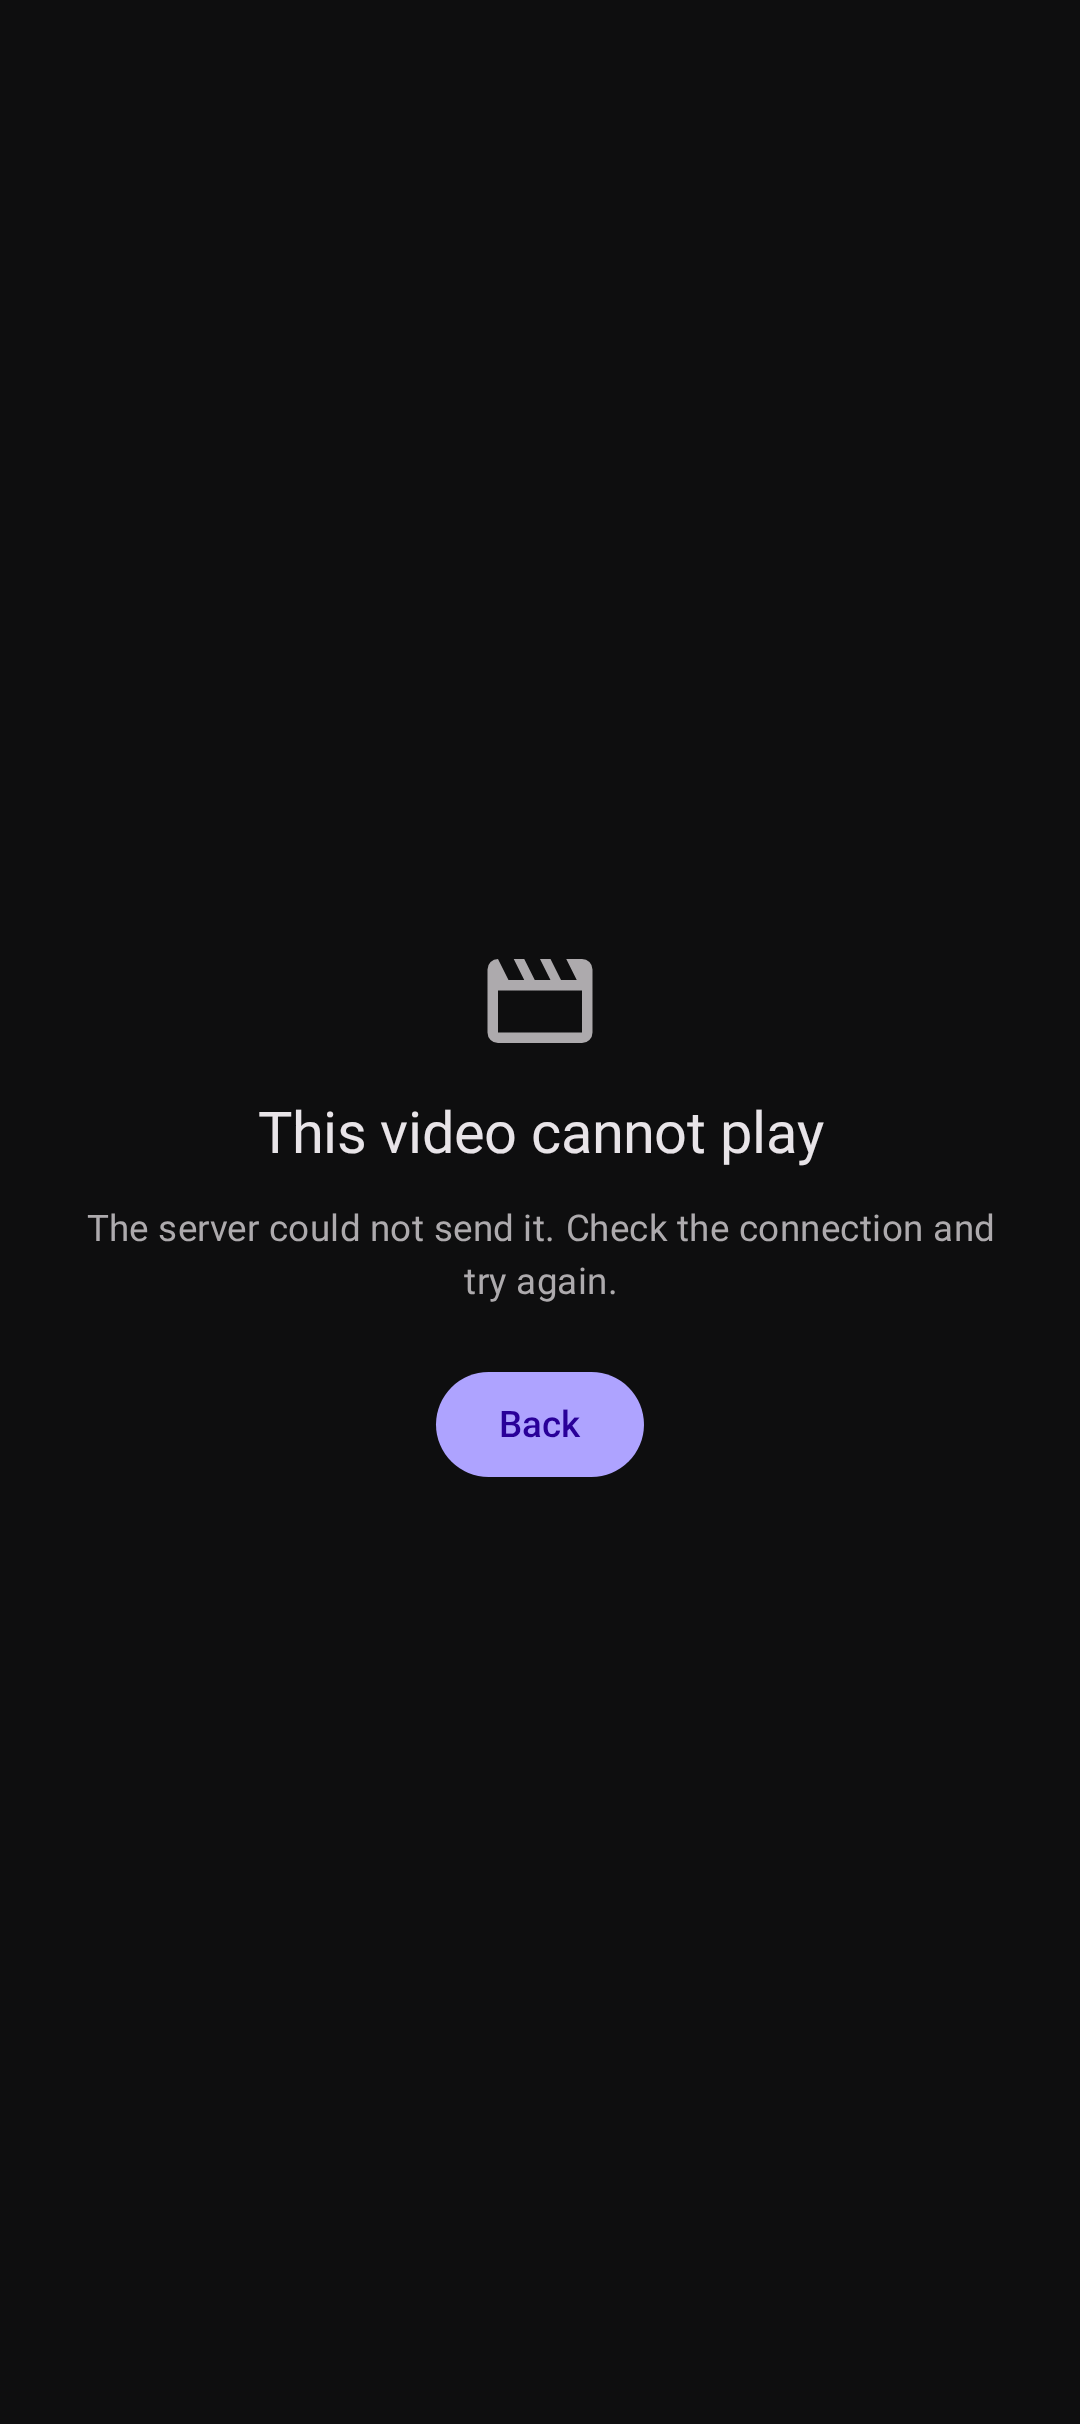 This video cannot play
The server could not send it. Check the connection and
try again.
Back